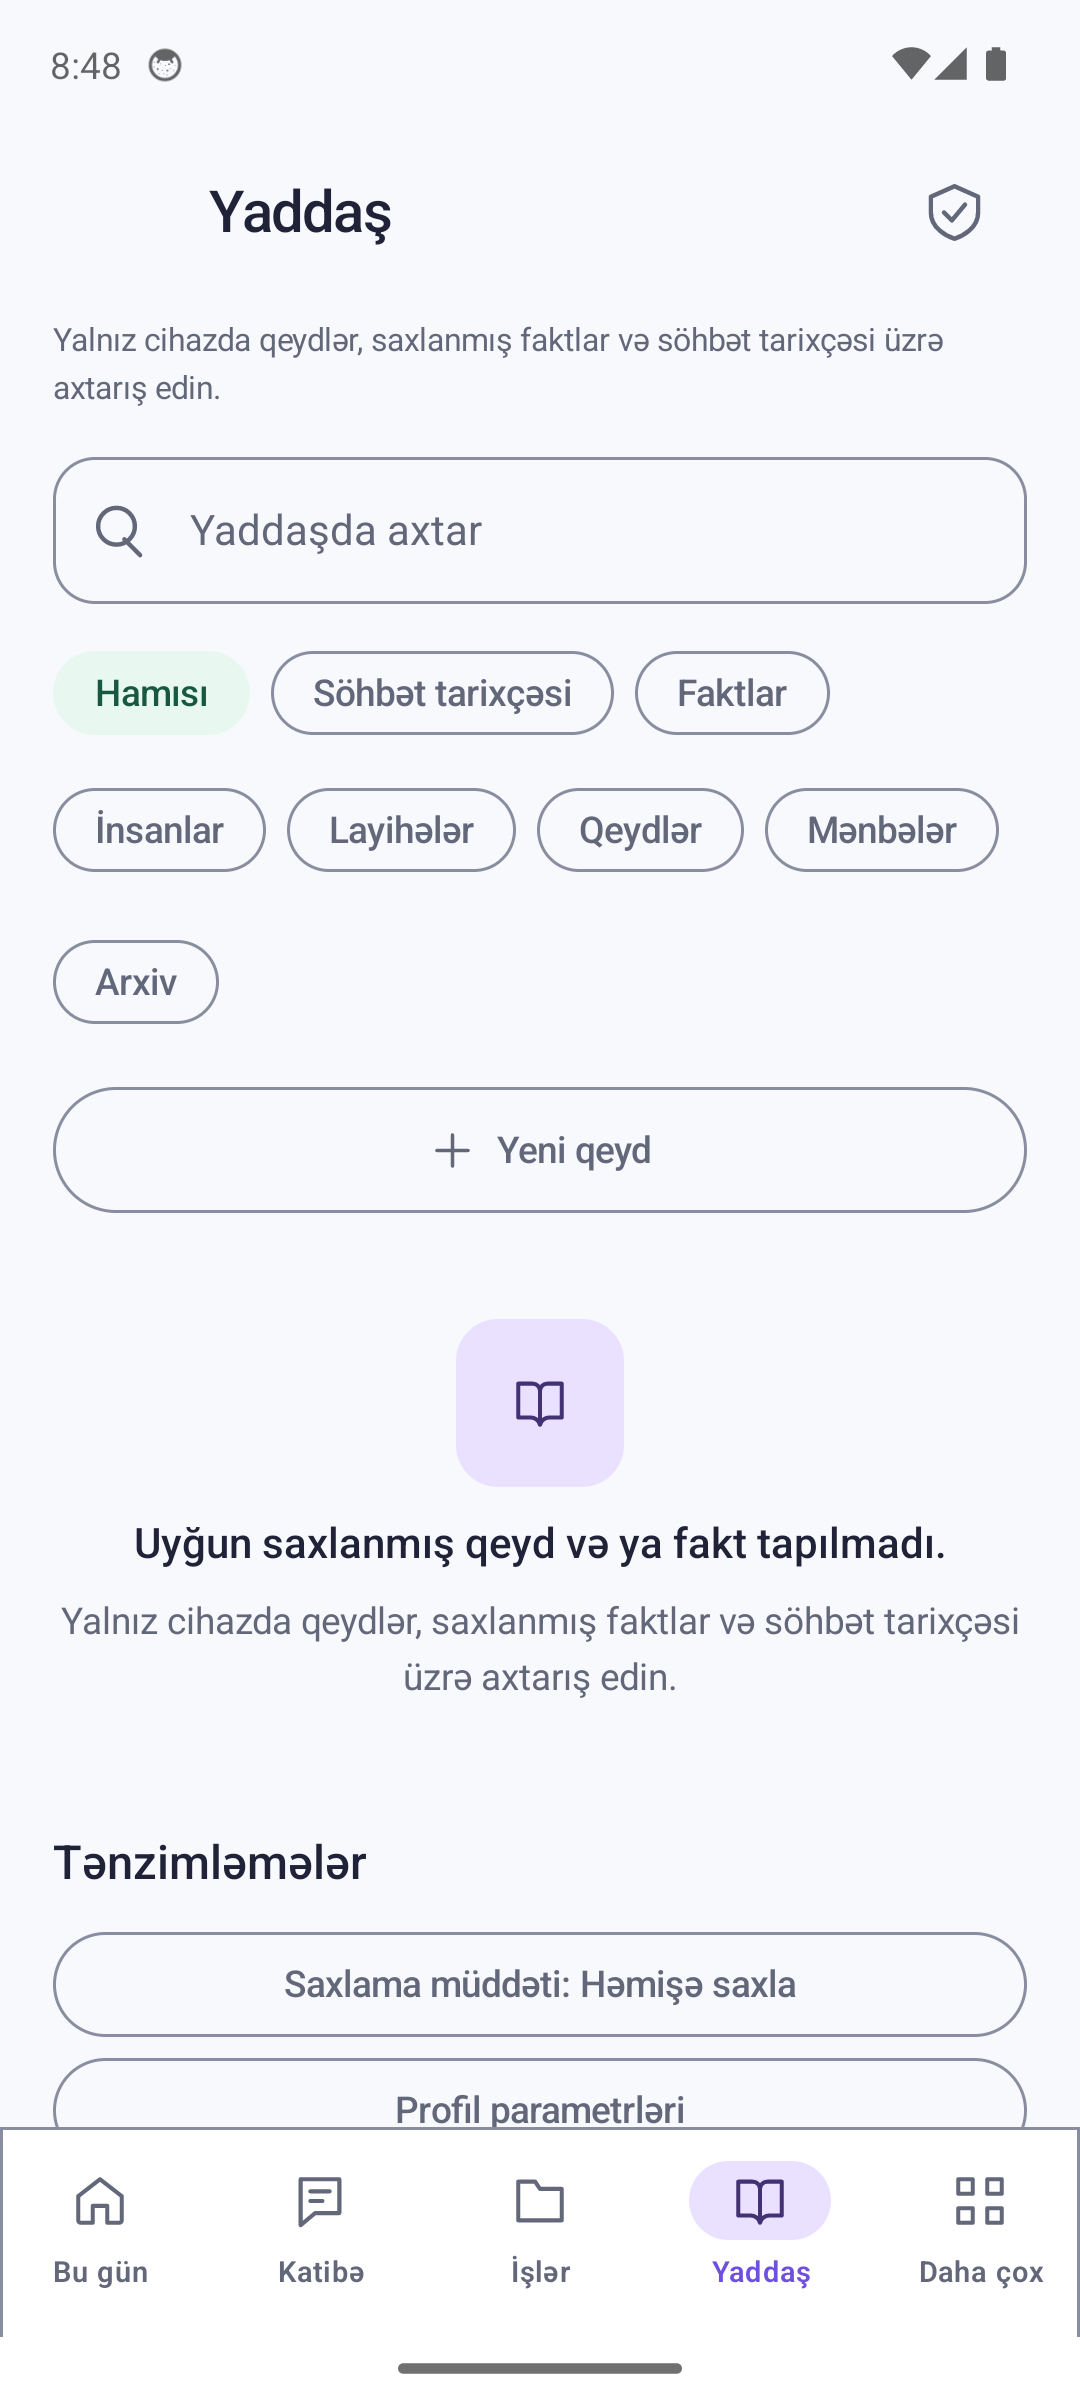 8:48
Yaddaş
Yalnız cihazda qeydlər, saxlanmış faktlar və söhbət tarixçəsi üzrə
axtarış edin.
Yaddaşda axtar
Hamısı
Söhbət tarixçəsi
Faktlar
İnsanlar
Layihələr
Qeydlər
Mənbələr
Arxiv
Yeni qeyd
Uyğun saxlanmış qeyd və ya fakt tapılmadı.
Yalnız cihazda qeydlər, saxlanmış faktlar və söhbət tarixçəsi
üzrə axtarış edin.
Tənzimləmələr
Saxlama müddəti: Həmişə saxla
Profil parametrləri
Bu gün
Katibə
İşlər
Yaddaş
Daha çox